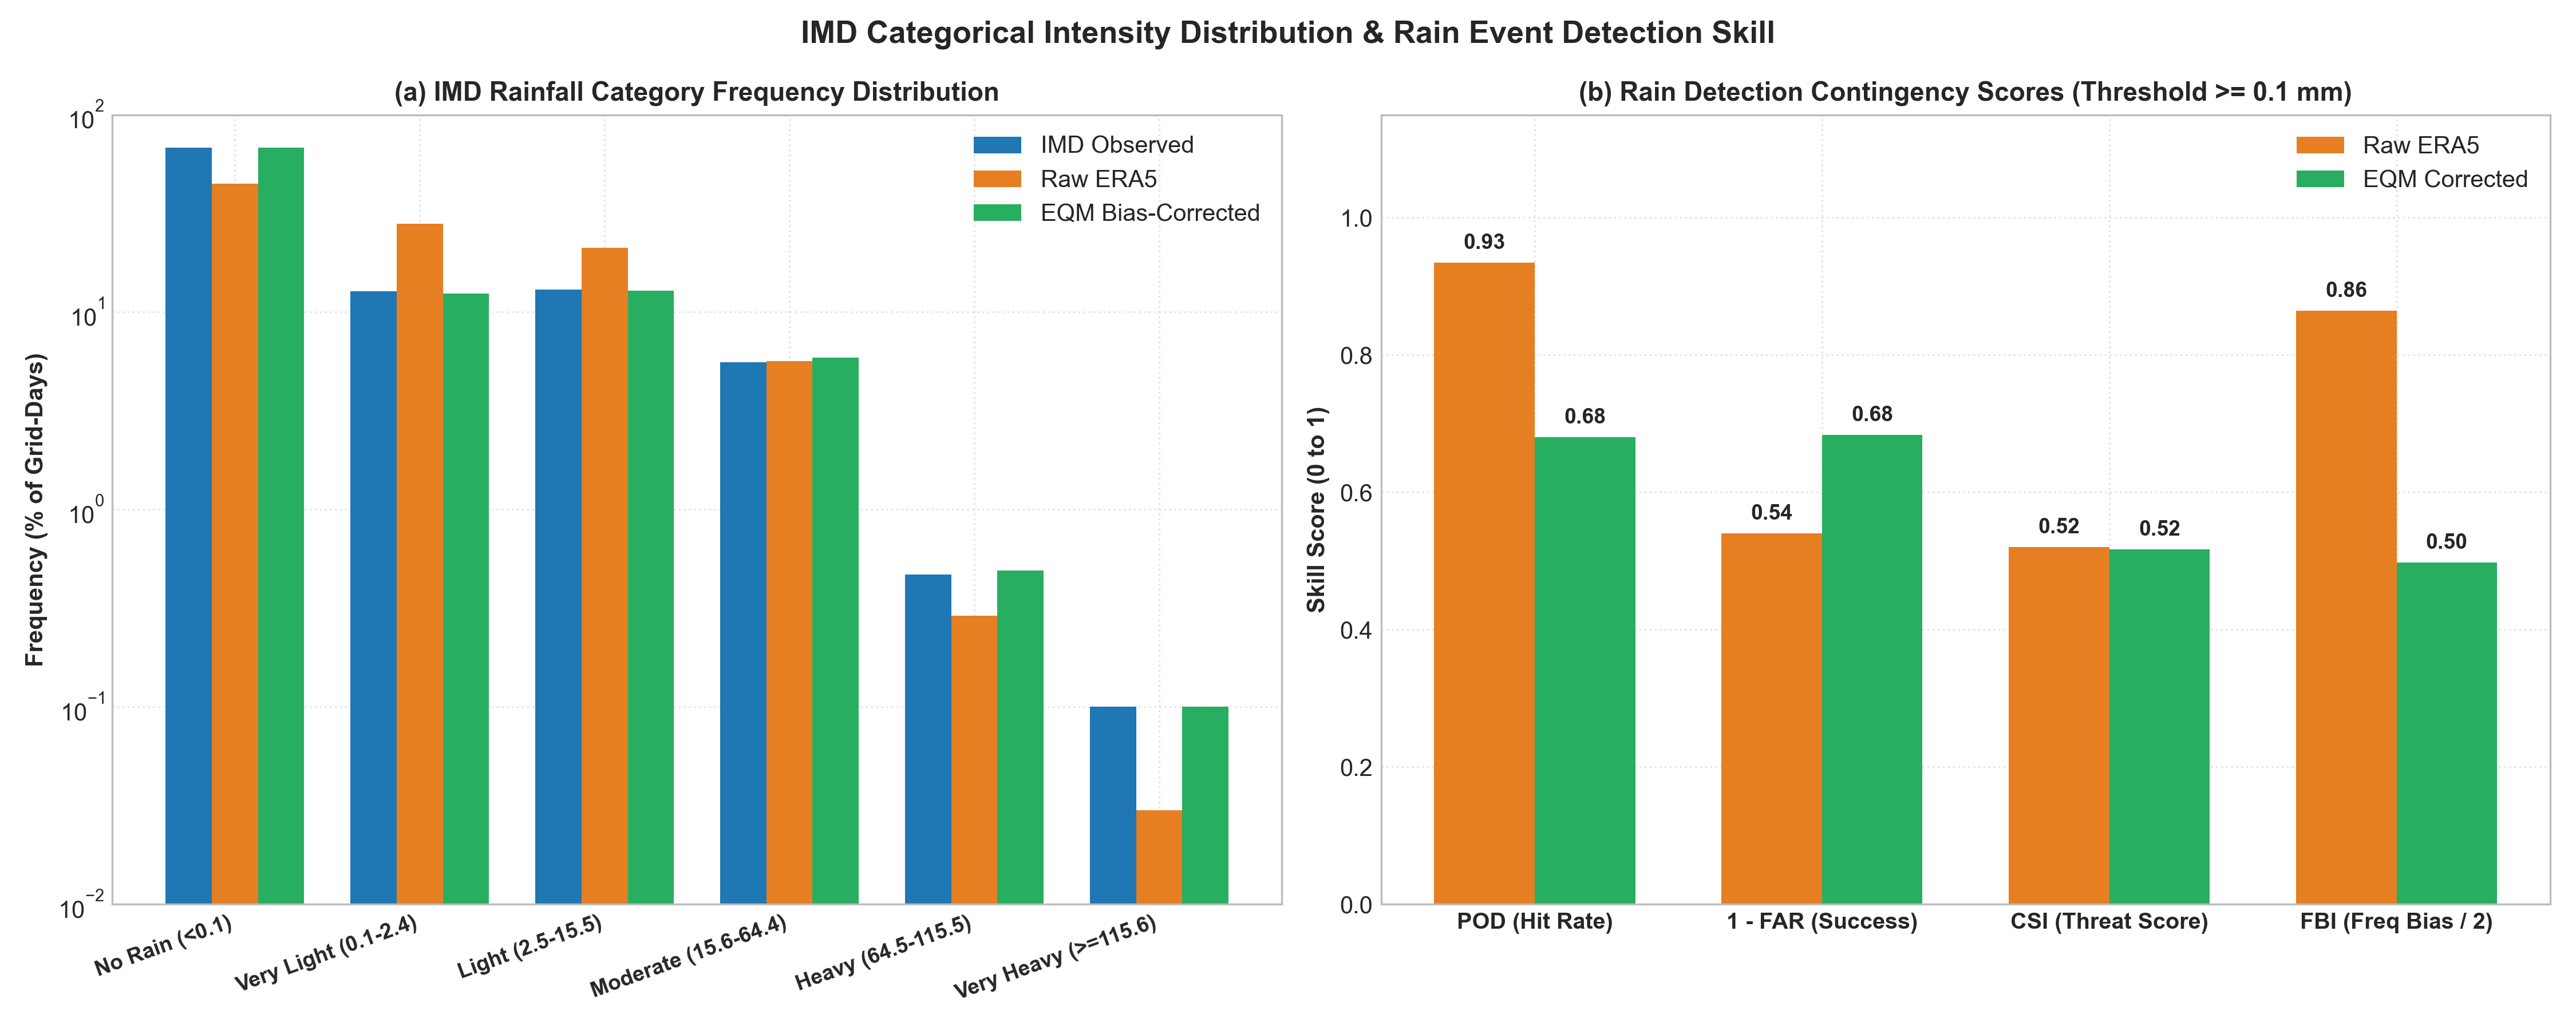 IMD Categorical Intensity Distribution & Rain Event Detection Skill
(a) IMD Rainfall Category Frequency Distribution
IMD Observed
Raw ERA5
EQM Bias-Corrected
Frequency (% of Grid-Days)
10²
10¹
10⁰
10⁻¹
10⁻²
No Rain (<0.1)
Very Light (0.1-2.4)
Light (2.5-15.5)
Moderate (15.6-64.4)
Heavy (64.5-115.5)
Very Heavy (>=115.6)
(b) Rain Detection Contingency Scores (Threshold >= 0.1 mm)
Raw ERA5
EQM Corrected
Skill Score (0 to 1)
1.0
0.8
0.6
0.4
0.2
0.0
0.93
0.68
0.54
0.68
0.52
0.52
0.86
0.50
POD (Hit Rate)
1 - FAR (Success)
CSI (Threat Score)
FBI (Freq Bias / 2)